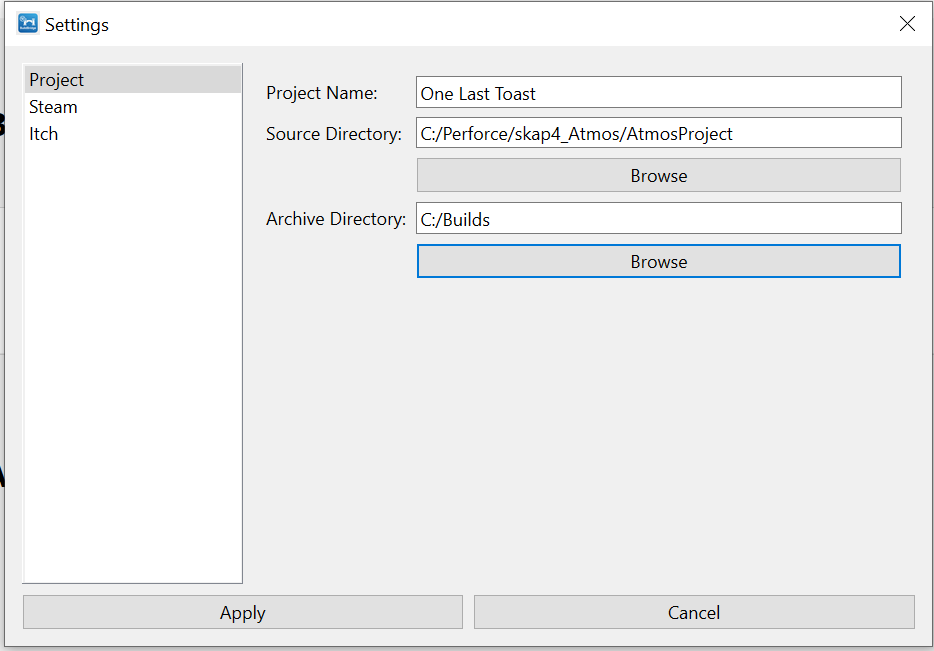 Settings
Project
Steam
Itch
Project Name: One Last Toast
Source Directory: C:/Perforce/skap4_Atmos/AtmosProject
Browse
Archive Directory: C:/Builds
Browse
Apply Cancel